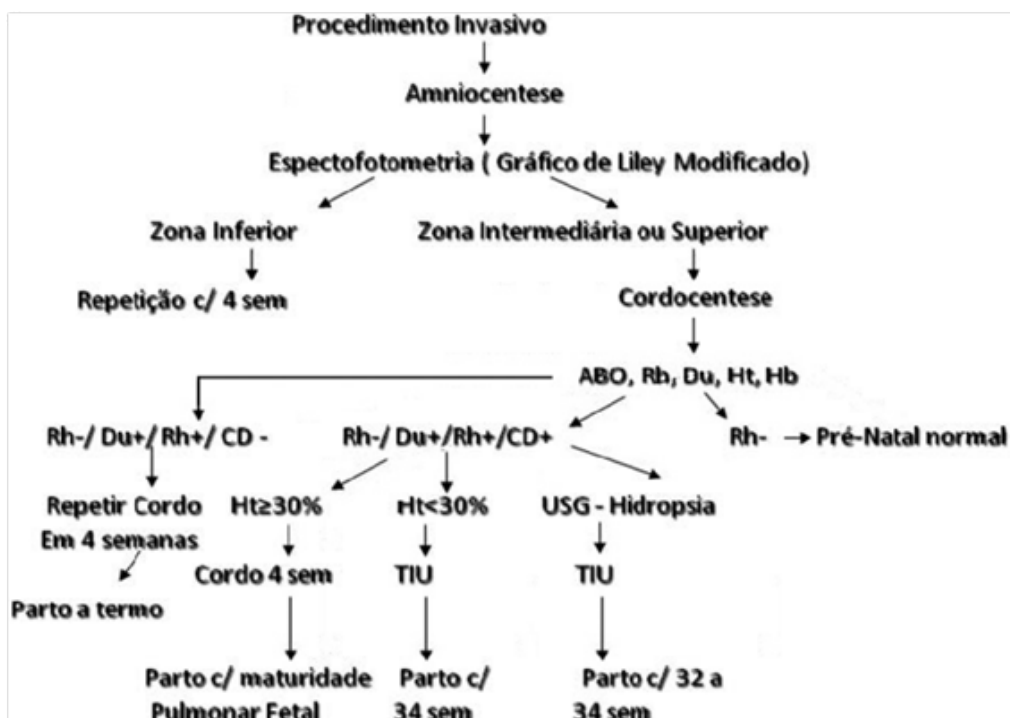 Procedimento Invasivo
Amniocentese
Espectofotometria ( Gráfico de Liley Modificado)
Zona Inferior
Zona Intermediária ou Superior
Repetição c/ 4 sem
Cordocentese
ABO, Rh, Du, Ht, Hb
Rh-/ Du+/ Rh+/ CD -
Rh-/ Du+/Rh+/CD+
Rh-
Pré-Natal normal
Repetir Cordo
Em 4 semanas
Ht≥30%
Ht<30%
USG - Hidropsia
Cordo 4 sem
TIU
TIU
Parto a termo
Parto c/ maturidade
Pulmonar Fetal
Parto c/
34 sem
Parto c/ 32 a
34 sem